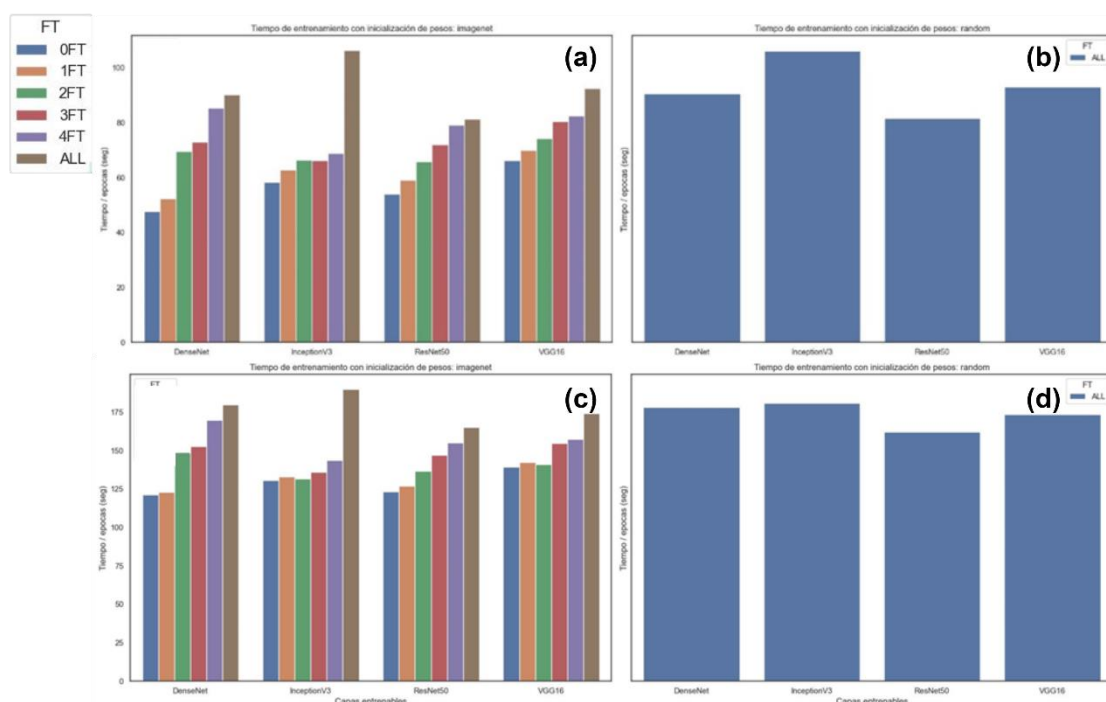 FT
0FT
1FT
2FT
3FT
4FT
ALL
Tiempo de entrenamiento con inicialización de pesos: imagenet
(a)
Tiempo / epocas (seg)
100
80
60
40
20
0
DenseNet
InceptionV3
ResNet50
VGG16
Tiempo de entrenamiento con inicialización de pesos: random
(b)
FT
ALL
Tiempo / epocas (seg)
DenseNet
InceptionV3
ResNet50
VGG16
Tiempo de entrenamiento con inicialización de pesos: imagenet
FT
(c)
Tiempo / epocas (seg)
175
150
125
100
75
50
25
0
DenseNet
InceptionV3
ResNet50
VGG16
Capas entrenables
Tiempo de entrenamiento con inicialización de pesos: random
(d)
FT
ALL
Tiempo / epocas (seg)
DenseNet
InceptionV3
ResNet50
VGG16
Capas entrenables